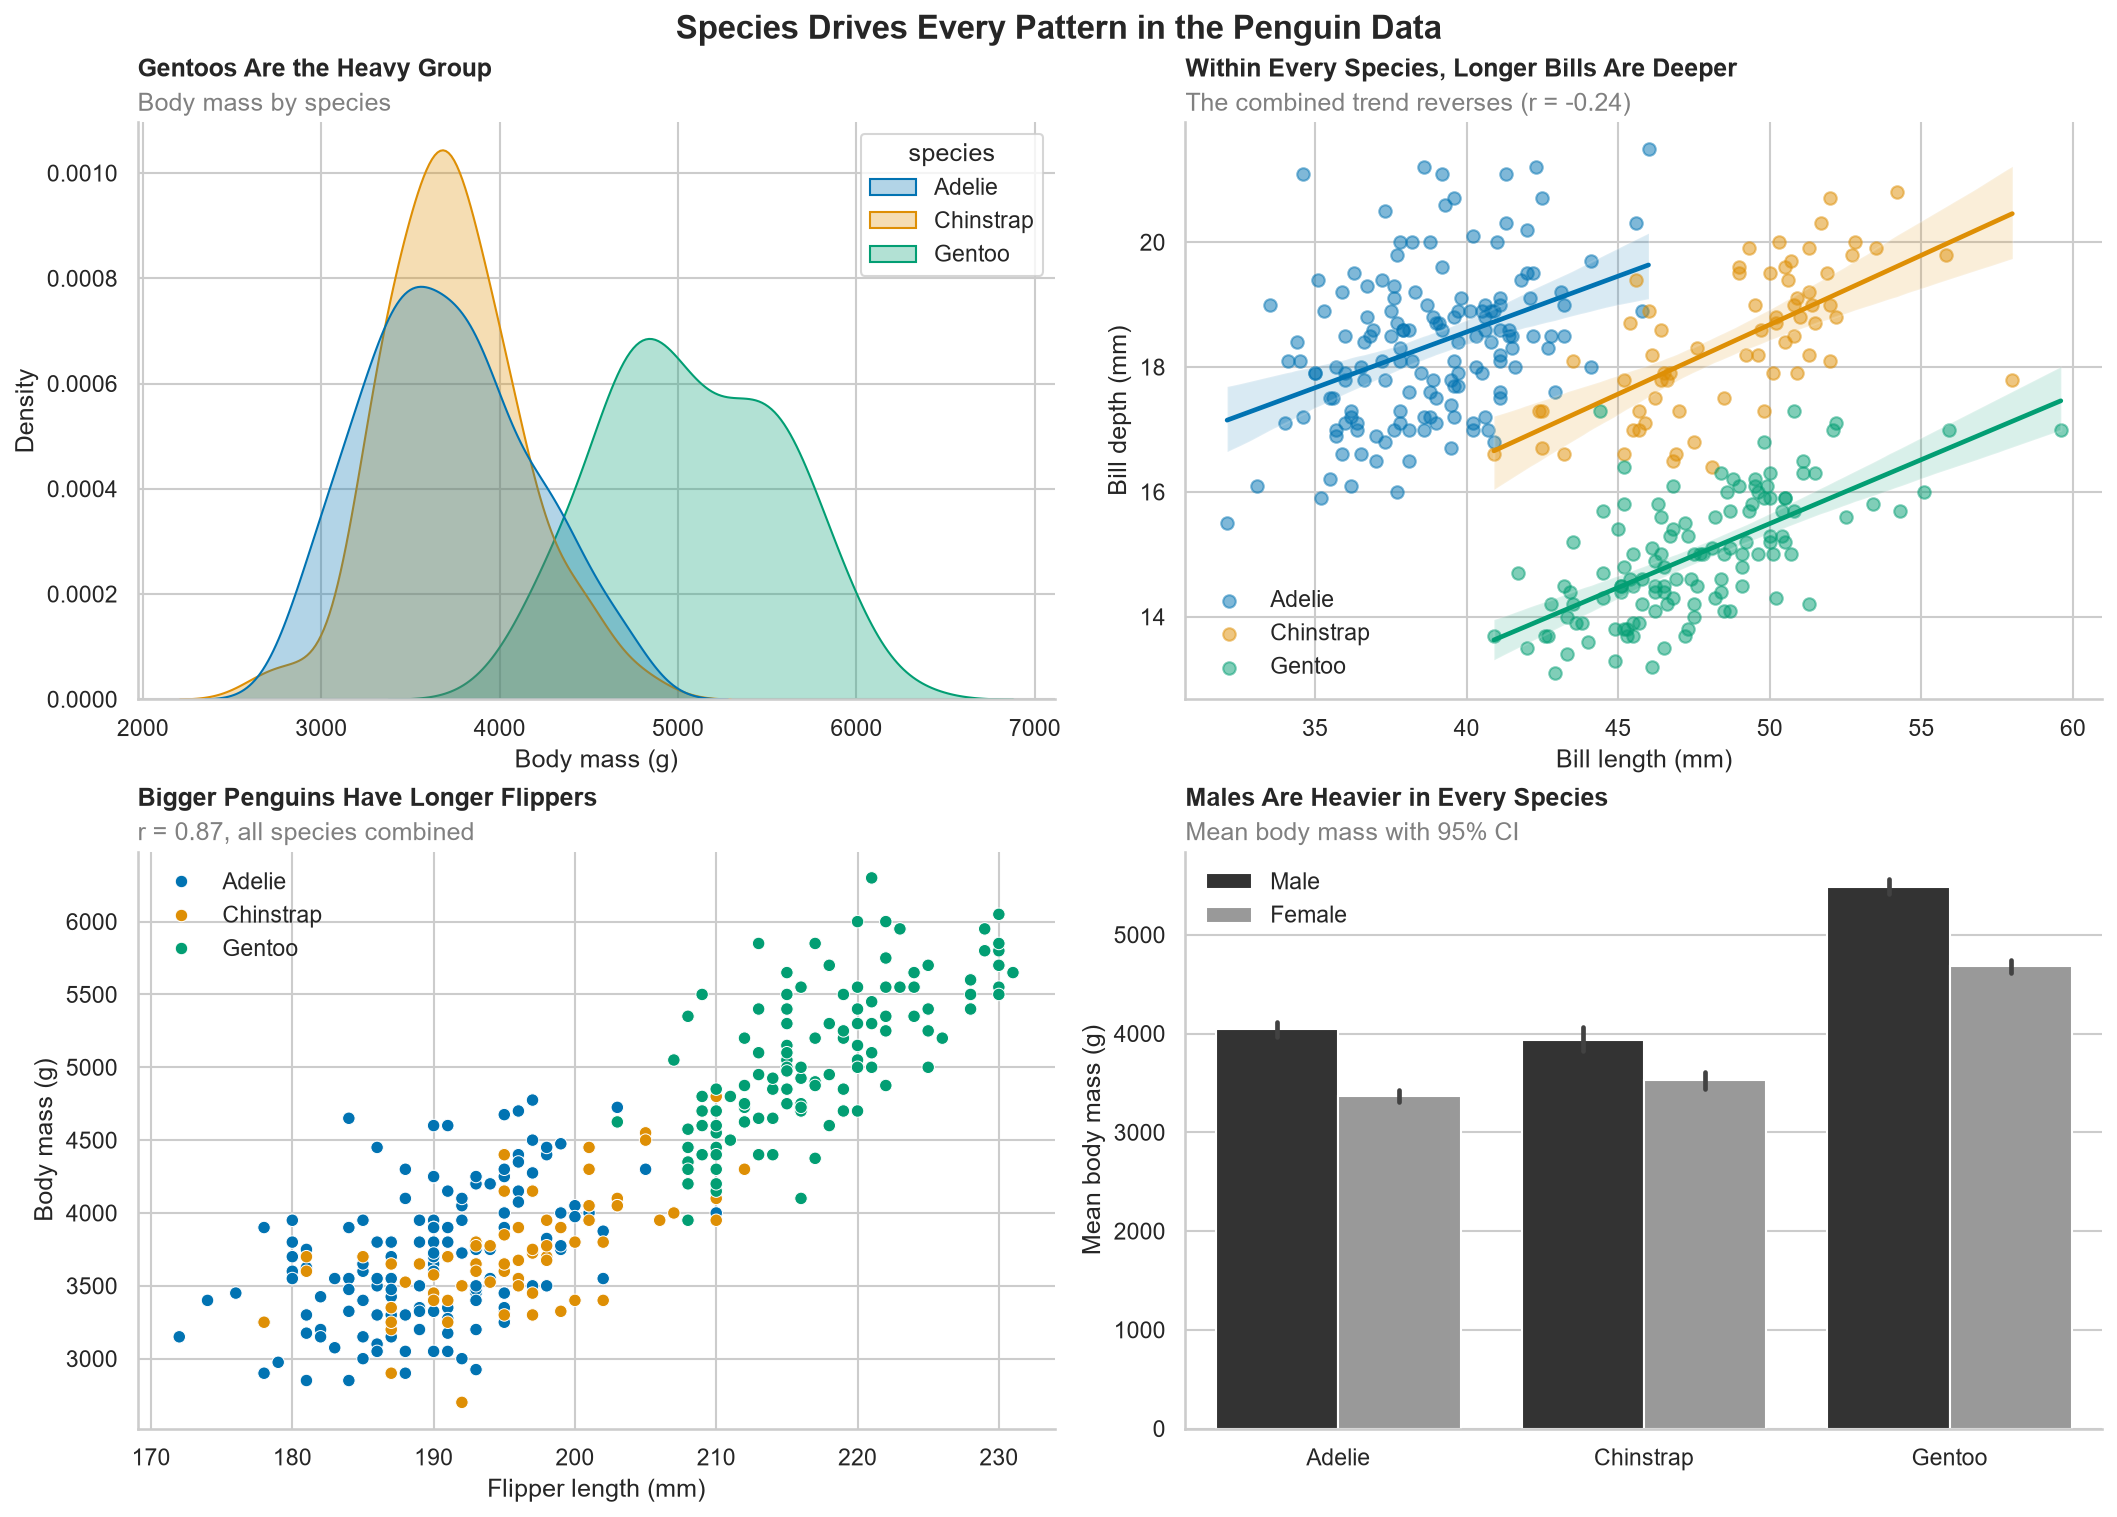 Species Drives Every Pattern in the Penguin Data
Gentoos Are the Heavy Group
Body mass by species
Density
0.0010
0.0008
0.0006
0.0004
0.0002
0.0000
species
Adelie
Chinstrap
Gentoo
2000 3000 4000 5000 6000 7000
Body mass (g)
Within Every Species, Longer Bills Are Deeper
The combined trend reverses (r = -0.24)
Bill depth (mm)
20
18
16
14
Adelie
Chinstrap
Gentoo
35 40 45 50 55 60
Bill length (mm)
Bigger Penguins Have Longer Flippers
r = 0.87, all species combined
Body mass (g)
Adelie
Chinstrap
Gentoo
6000
5500
5000
4500
4000
3500
3000
170 180 190 200 210 220 230
Flipper length (mm)
Males Are Heavier in Every Species
Mean body mass with 95% CI
Mean body mass (g)
Male
Female
5000
4000
3000
2000
1000
0
Adelie Chinstrap Gentoo